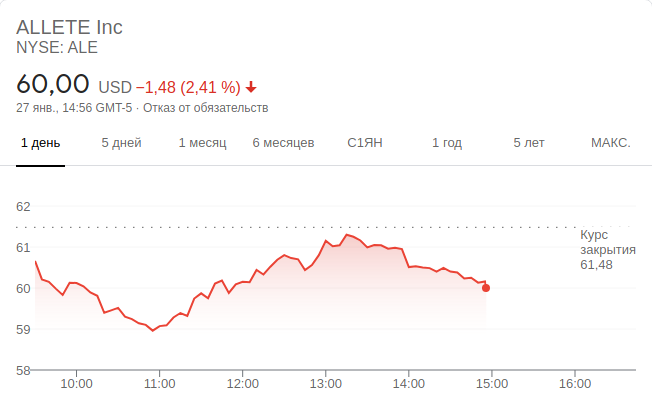 ALLETE Inc
NYSE: ALE
60,00 USD −1,48 (2,41 %)
27 янв., 14:56 GMT-5 · Отказ от обязательств
1 день 5 дней 1 месяц 6 месяцев С1ЯН 1 год 5 лет МАКС.
62
61
60
59
58
Курс
закрытия
61,48
10:00 11:00 12:00 13:00 14:00 15:00 16:00